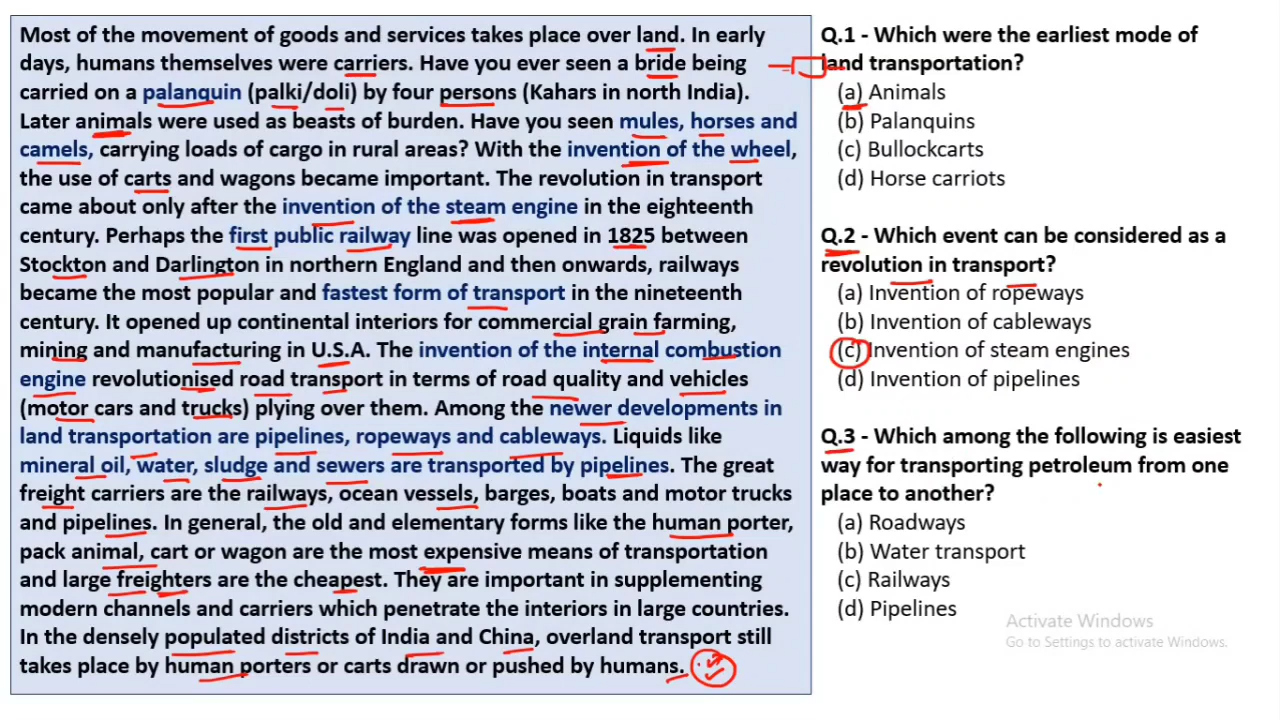 Most of the movement of goods and services takes place over land. In early
days, humans themselves were carriers. Have you ever seen a bride being
carried on a palanquin (palki/doli) by four persons (Kahars in north India).
Later animals were used as beasts of burden. Have you seen mules, horses and
camels, carrying loads of cargo in rural areas? With the invention of the wheel,
the use of carts and wagons became important. The revolution in transport
came about only after the invention of the steam engine in the eighteenth
century. Perhaps the first public railway line was opened in 1825 between
Stockton and Darlington in northern England and then onwards, railways
became the most popular and fastest form of transport in the nineteenth
century. It opened up continental interiors for commercial grain farming,
mining and manufacturing in U.S.A. The invention of the internal combustion
engine revolutionised road transport in terms of road quality and vehicles
(motor cars and trucks) plying over them. Among the newer developments in
land transportation are pipelines, ropeways and cableways. Liquids like
mineral oil, water, sludge and sewers are transported by pipelines. The great
freight carriers are the railways, ocean vessels, barges, boats and motor trucks
and pipelines. In general, the old and elementary forms like the human porter,
pack animal, cart or wagon are the most expensive means of transportation
and large freighters are the cheapest. They are important in supplementing
modern channels and carriers which penetrate the interiors in large countries.
In the densely populated districts of India and China, overland transport still
takes place by human porters or carts drawn or pushed by humans.
Q.1 - Which were the earliest mode of
land transportation?
(a) Animals
(b) Palanquins
(c) Bullockcarts
(d) Horse carriots
Q.2 - Which event can be considered as a
revolution in transport?
(a) Invention of ropeways
(b) Invention of cableways
(c) Invention of steam engines
(d) Invention of pipelines
Q.3 - Which among the following is easiest
way for transporting petroleum from one
place to another?
(a) Roadways
(b) Water transport
(c) Railways
(d) Pipelines
Activate Windows
Go to Settings to activate Windows.